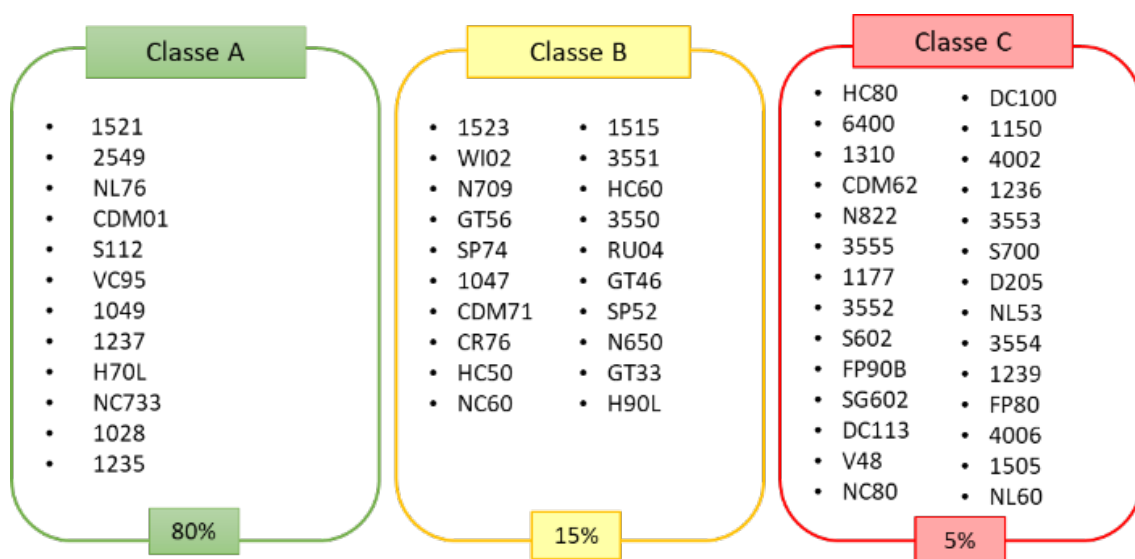 Classe A
• 1521
• 2549
• NL76
• CDM01
• S112
• VC95
• 1049
• 1237
• H70L
• NC733
• 1028
• 1235
80%
Classe B
• 1523
• WI02
• N709
• GT56
• SP74
• 1047
• CDM71
• CR76
• HC50
• NC60
• 1515
• 3551
• HC60
• 3550
• RU04
• GT46
• SP52
• N650
• GT33
• H90L
15%
Classe C
• HC80
• 6400
• 1310
• CDM62
• N822
• 3555
• 1177
• 3552
• S602
• FP90B
• SG602
• DC113
• V48
• NC80
• DC100
• 1150
• 4002
• 1236
• 3553
• S700
• D205
• NL53
• 3554
• 1239
• FP80
• 4006
• 1505
• NL60
5%